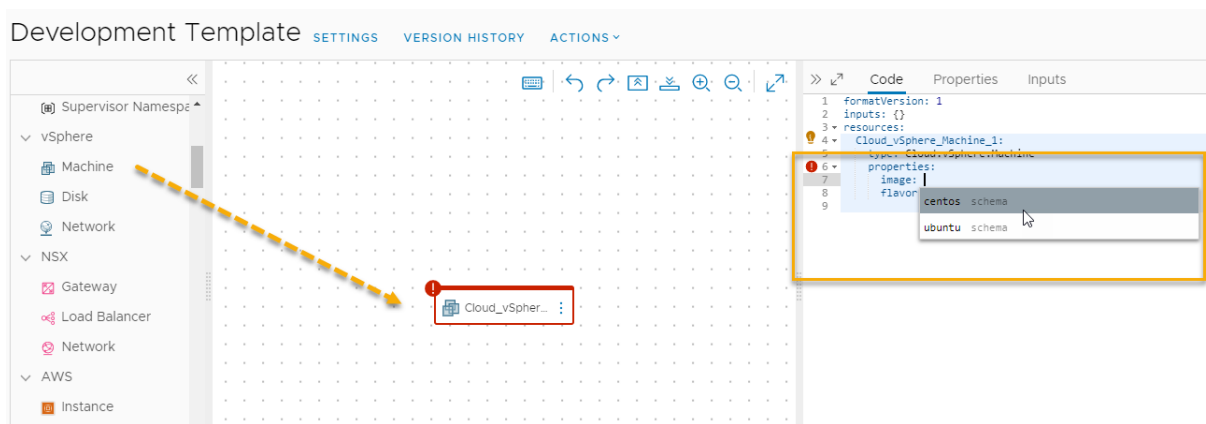 Development Template SETTINGS VERSION HISTORY ACTIONS
Supervisor Namespa
vSphere
Machine
Disk
Network
NSX
Gateway
Load Balancer
Network
AWS
Instance
Cloud_vSpher...
Code Properties Inputs
1 formatVersion: 1
2 inputs: {}
3 resources:
4 Cloud_vSphere_Machine_1:
5 type: Cloud.vSphere.Machine
6 properties:
7 image:
8 flavor
9
centos schema
ubuntu schema